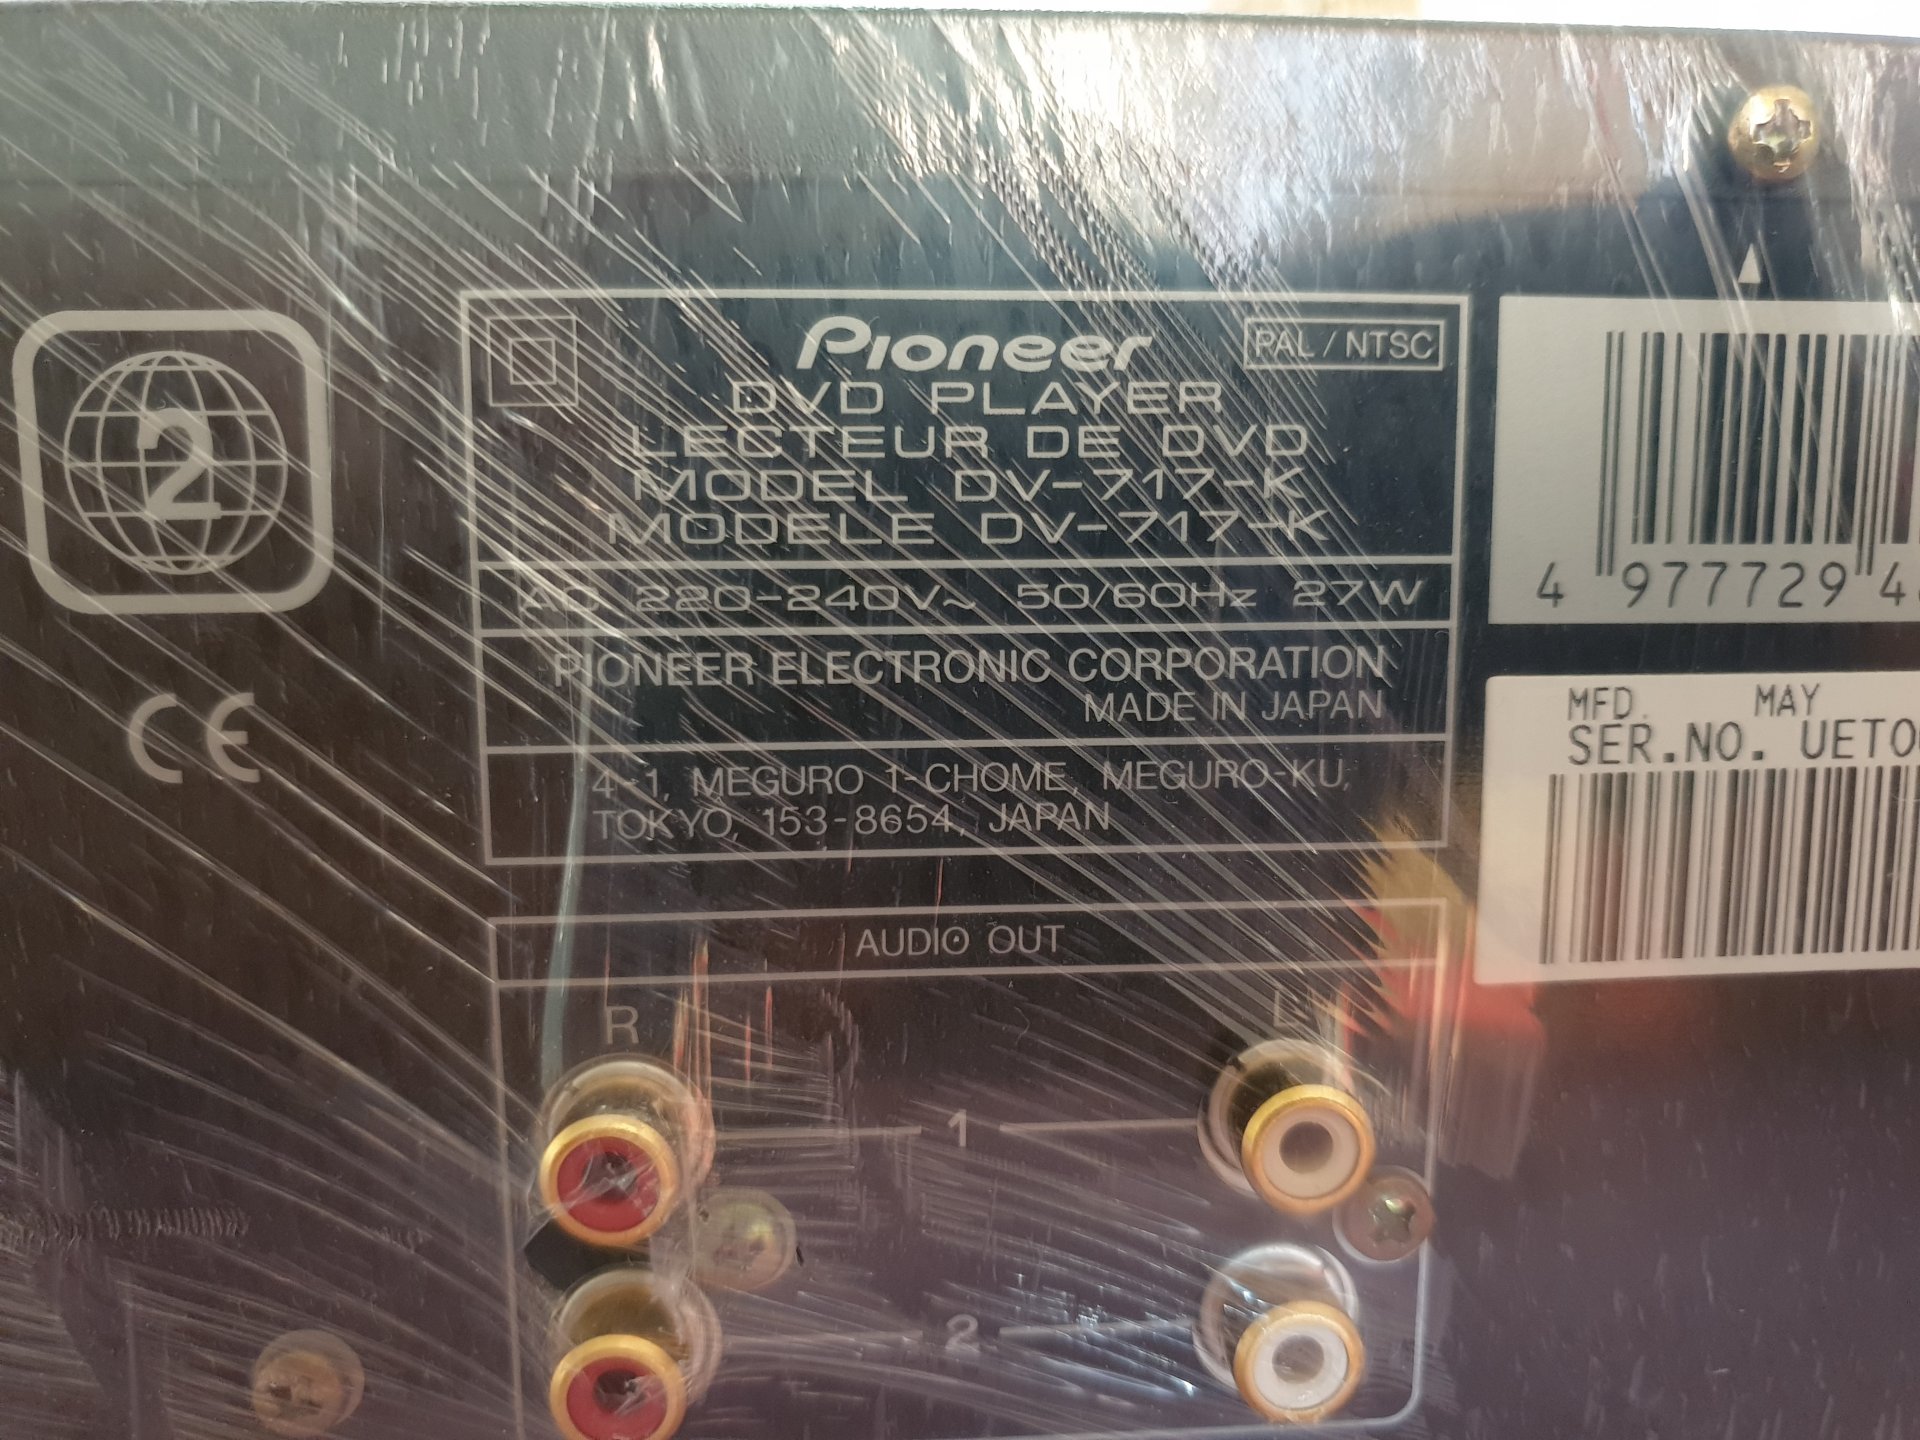 2
CE
Pioneer
PAL / NTSC
DVD PLAYER
LECTEUR DE DVD
MODEL DV-717-K
MODELE DV-717-K
AC 220-240V~ 50/60Hz 27W
PIONEER ELECTRONIC CORPORATION
MADE IN JAPAN
4-1, MEGURO 1-CHOME, MEGURO-KU,
TOKYO, 153-8654, JAPAN
4 977729 4
MFD. MAY
SER.NO. UETO
AUDIO OUT
R L
1
2